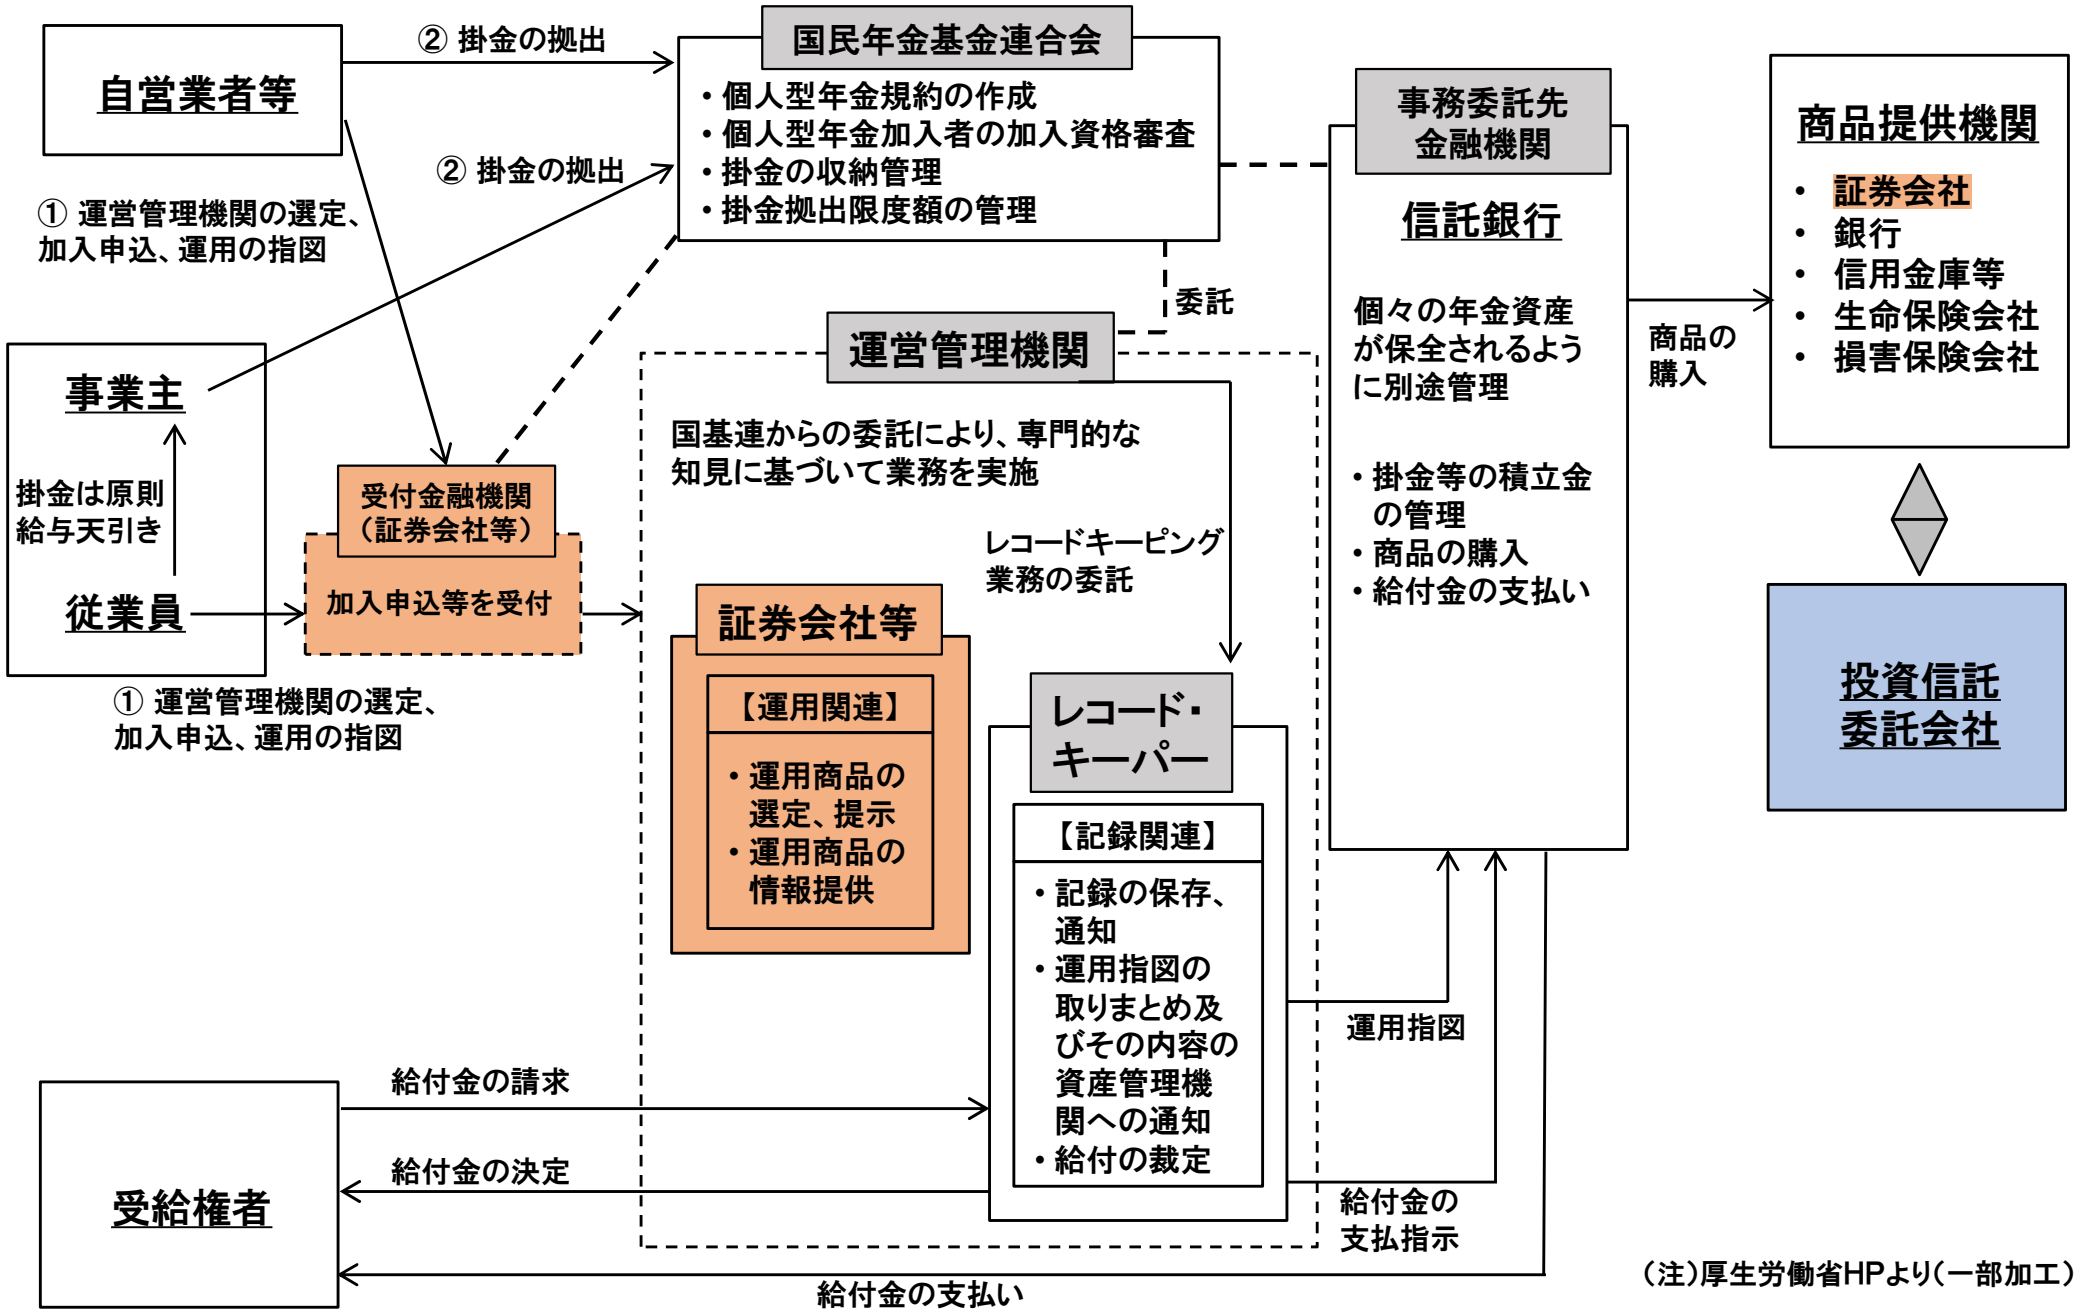 自営業者等
② 掛金の拠出
国民年金基金連合会
・個人型年金規約の作成
・個人型年金加入者の加入資格審査
・掛金の収納管理
・掛金拠出限度額の管理
② 掛金の拠出
① 運営管理機関の選定、
加入申込、運用の指図
事務委託先
金融機関
信託銀行
個々の年金資産
が保全されるよう
に別途管理
・掛金等の積立金
の管理
・商品の購入
・給付金の支払い
商品提供機関
・ 証券会社
・ 銀行
・ 信用金庫等
・ 生命保険会社
・ 損害保険会社
商品の
購入
委託
運営管理機関
国基連からの委託により、専門的な
知見に基づいて業務を実施
レコードキーピング
業務の委託
事業主
掛金は原則
給与天引き
従業員
受付金融機関
（証券会社等）
加入申込等を受付
① 運営管理機関の選定、
加入申込、運用の指図
証券会社等
【運用関連】
・運用商品の
選定、提示
・運用商品の
情報提供
レコード・
キーパー
【記録関連】
・記録の保存、
通知
・運用指図の
取りまとめ及
びその内容の
資産管理機
関への通知
・給付の裁定
投資信託
委託会社
運用指図
給付金の請求
給付金の決定
受給権者
給付金の
支払指示
給付金の支払い
（注）厚生労働省HPより（一部加工）